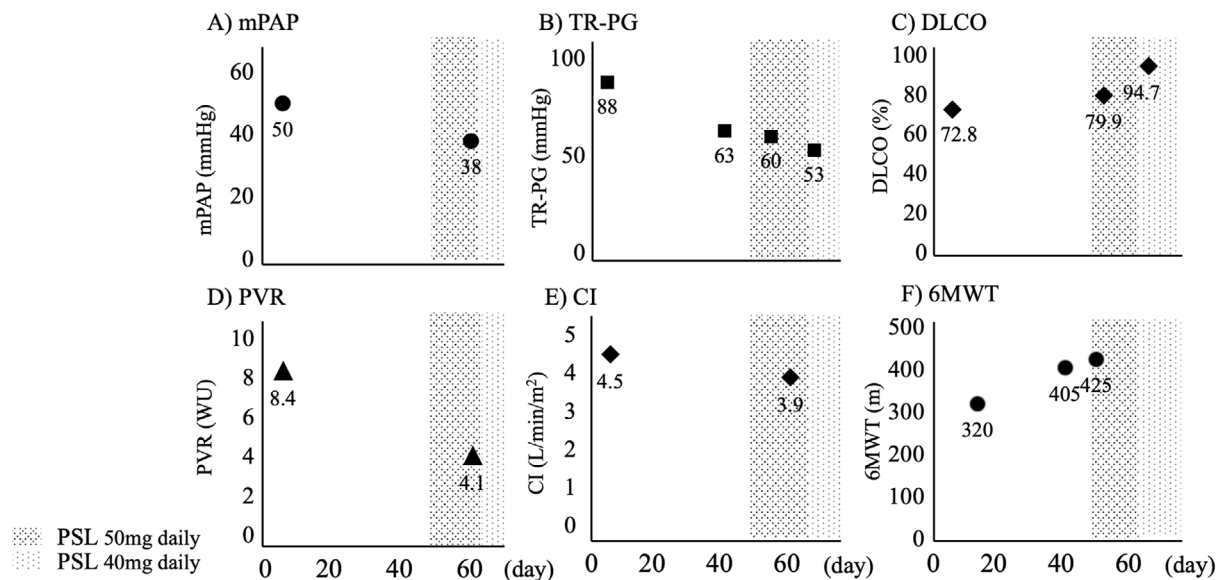 A) mPAP
mPAP (mmHg)
60
40
20
0
50
38
B) TR-PG
TR-PG (mmHg)
100
50
0
88
63
60
53
C) DLCO
DLCO (%)
100
80
60
40
20
0
72.8
79.9
94.7
D) PVR
PVR (WU)
10
8
6
4
2
0
8.4
4.1
0 20 40 60 (day)
E) CI
CI (L/min/m²)
5
4
3
2
1
0
4.5
3.9
0 20 40 60 (day)
F) 6MWT
6MWT (m)
500
400
300
200
100
0
320
405
425
0 20 40 60 (day)
PSL 50mg daily
PSL 40mg daily